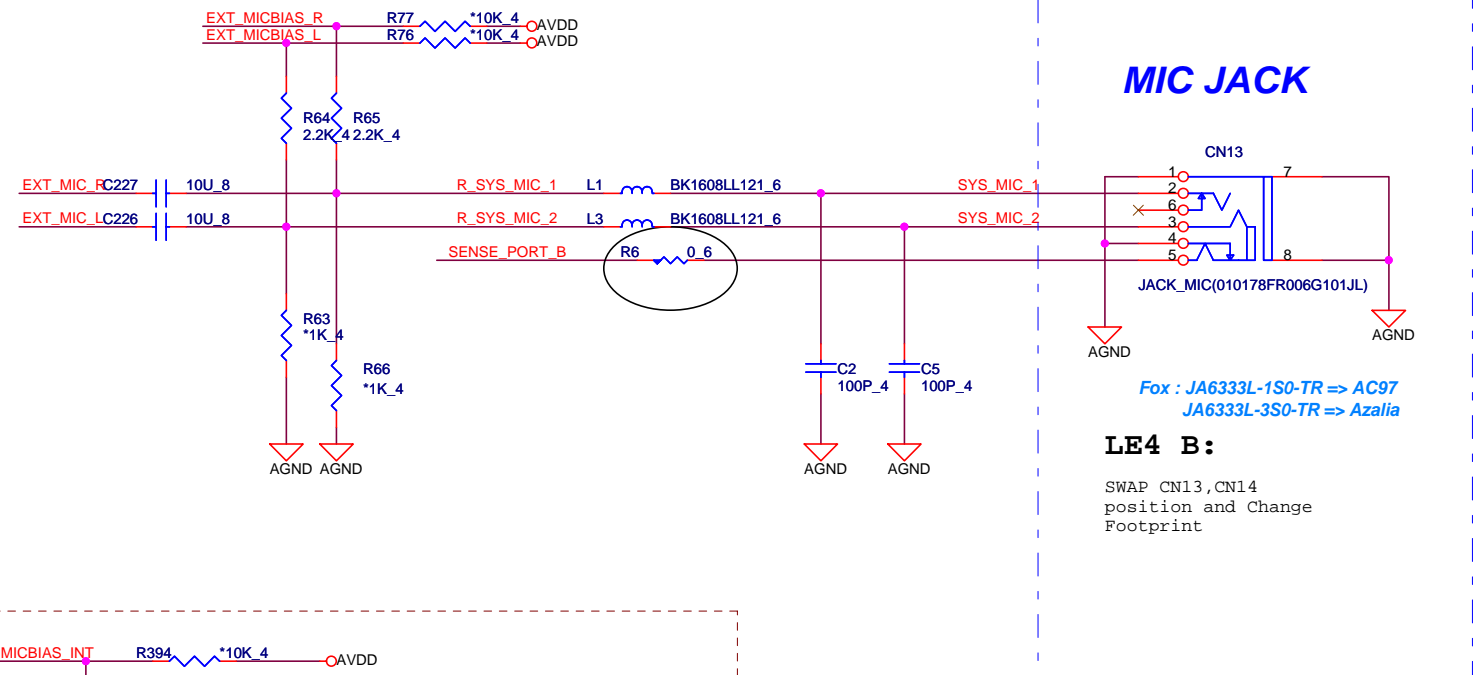 EXT_MICBIAS_R R77 *10K_4 AVDD
EXT_MICBIAS_L R76 *10K_4 AVDD
MIC JACK
R64 R65
2.2K_4 2.2K_4
CN13
1 7
EXT_MIC_R C227 10U_8 R_SYS_MIC_1 L1 BK1608LL121_6 SYS_MIC_1 2
6
EXT_MIC_L C226 10U_8 R_SYS_MIC_2 L3 BK1608LL121_6 SYS_MIC_2 3
4
SENSE_PORT_B R6 0_6 5 8
JACK_MIC(010178FR006G101JL)
R63
*1K_4
AGND
AGND
R66
*1K_4
C2
100P_4
C5
100P_4
Fox : JA6333L-1S0-TR => AC97
JA6333L-3S0-TR => Azalia
LE4 B:
AGND AGND AGND AGND
SWAP CN13,CN14
position and Change
Footprint
MICBIAS_INT R394 *10K_4 AVDD